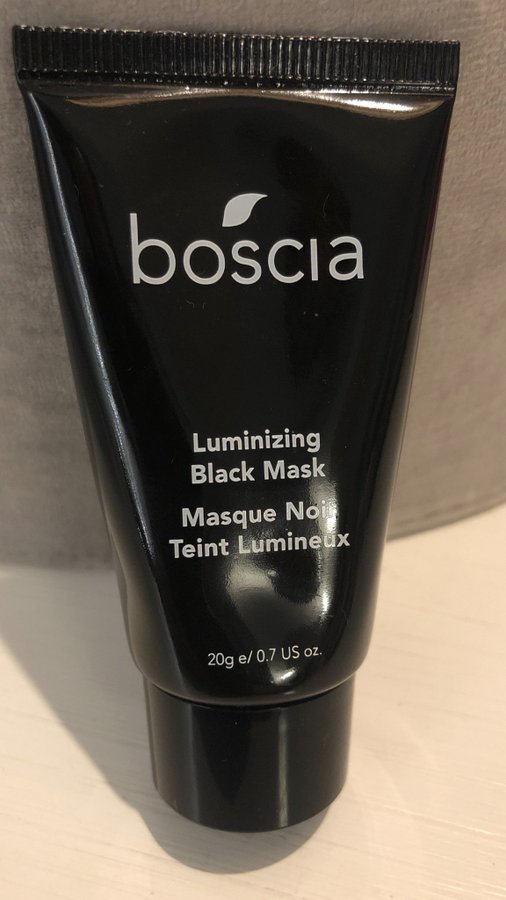 boscia
Luminizing
Black Mask
Masque Noir
Teint Lumineux
20g e/ 0.7 US oz.